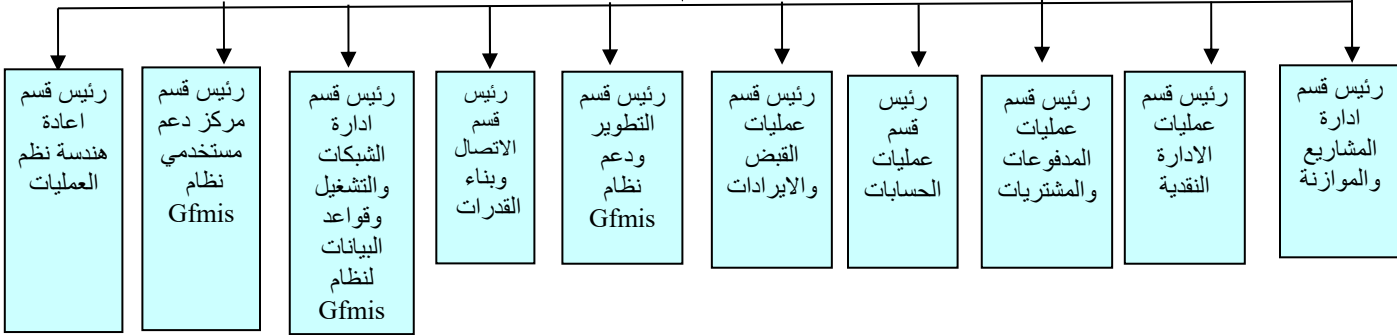 رئيس قسم
ادارة
المشاريع
والموازنة
رئيس قسم
عمليات
الادارة
النقدية
رئيس قسم
عمليات
المدفوعات
والمشتريات
رئيس
قسم
عمليات
الحسابات
رئيس قسم
عمليات
القبض
والايرادات
رئيس قسم
التطوير
ودعم
نظام
Gfmis
رئيس
قسم
الاتصال
وبناء
القدرات
رئيس قسم
ادارة
الشبكات
والتشغيل
وقواعد
البيانات
لنظام
Gfmis
رئيس قسم
مركز دعم
مستخدمي
نظام
Gfmis
رئيس قسم
اعادة
هندسة نظم
العمليات